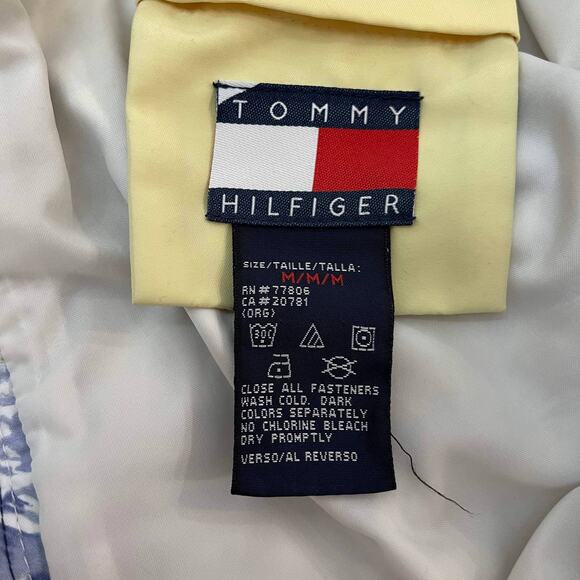 TOMMY
HILFIGER
SIZE/TAILLE/TALLA:
M/M/M
RN#77806
CA#20781
(ORG)
30C
CLOSE ALL FASTENERS
WASH COLD. DARK
COLORS SEPARATELY
NO CHLORINE BLEACH
DRY PROMPTLY
VERSO/AL REVERSO